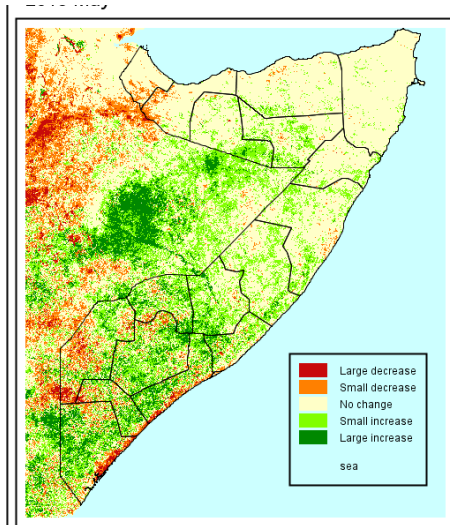 Large decrease
Small decrease
No change
Small increase
Large increase
sea